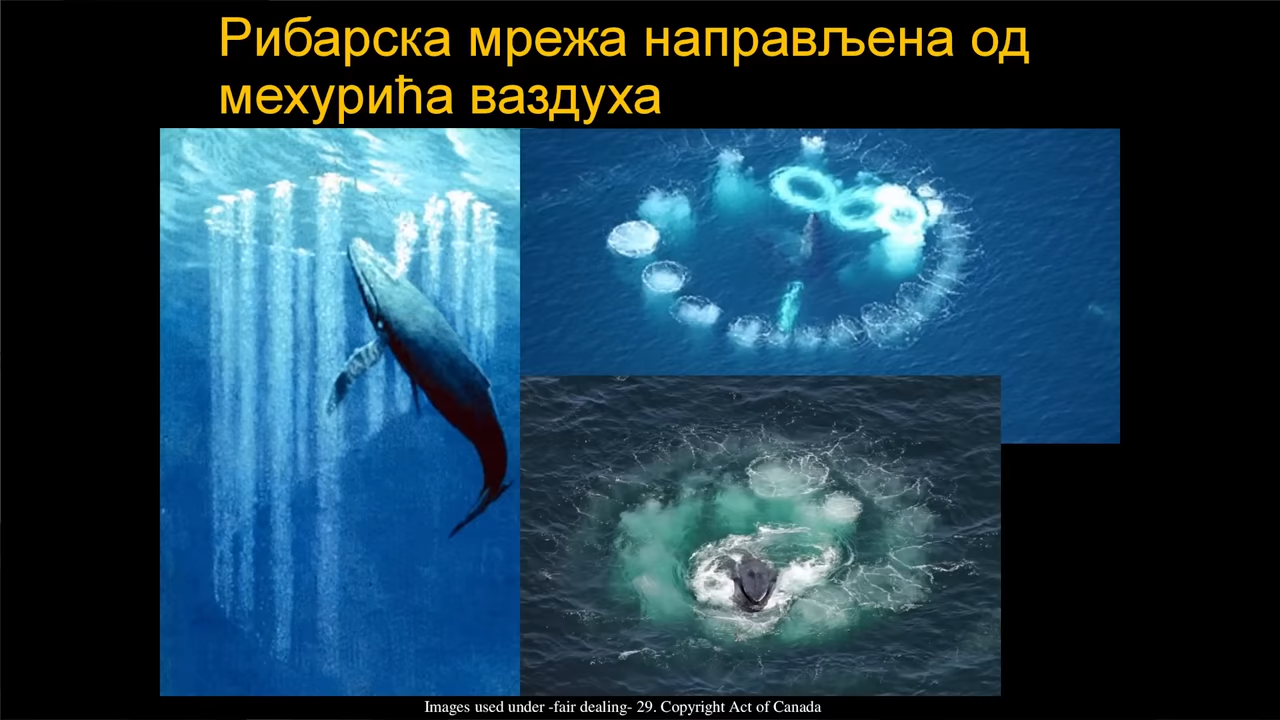 Рибарска мрежа направљена од
мехурића ваздуха
Images used under -fair dealing- 29. Copyright Act of Canada